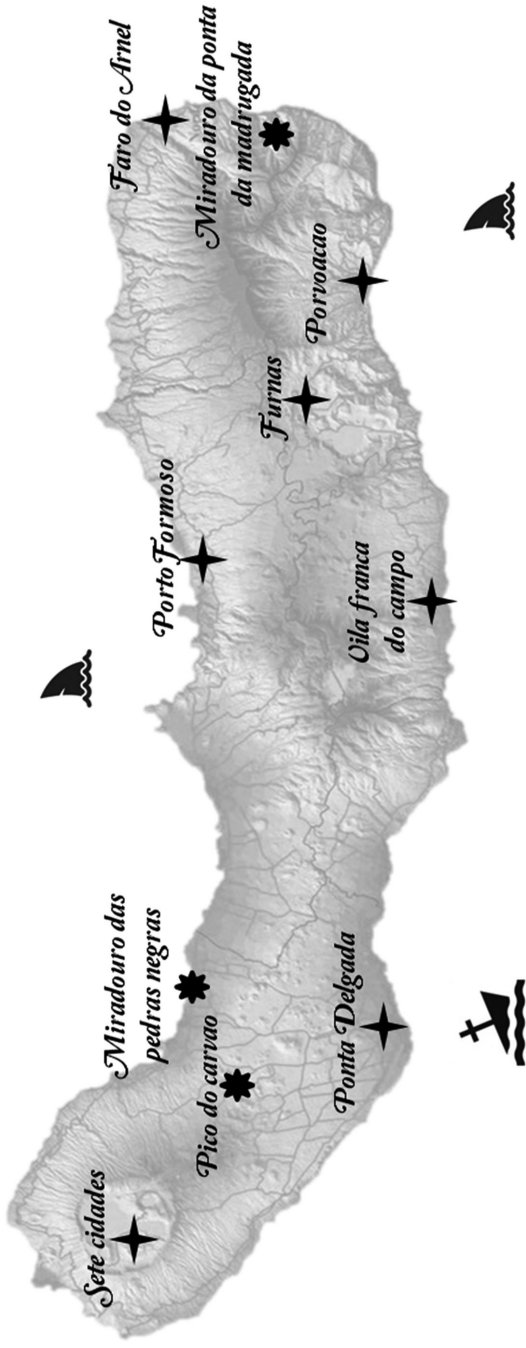 Faro do Arnel
Miradouro da ponta
da madrugada
Porvoacao
Furnas
Porto Formoso
Vila franca
do campo
Miradouro das
pedras negras
Pico do carvao
Ponta Delgada
Sete cidades